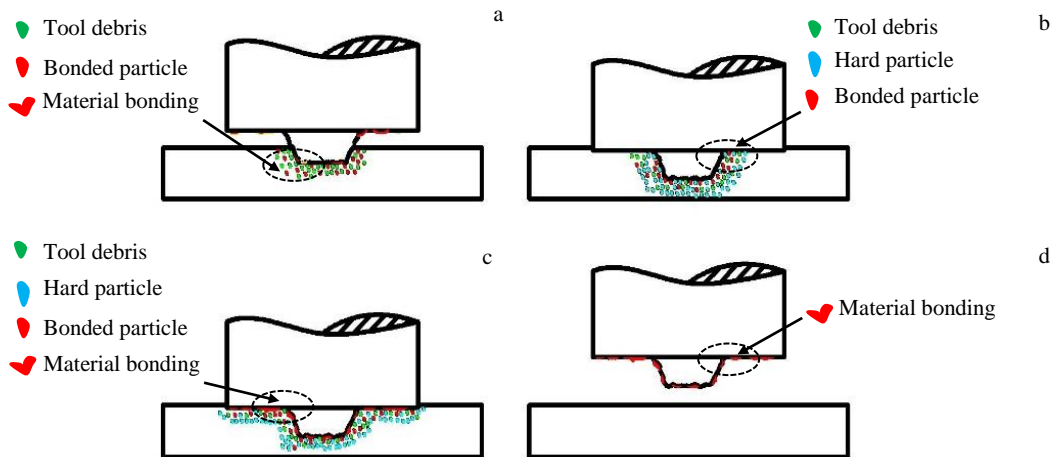 a
Tool debris
Bonded particle
Material bonding
b
Tool debris
Hard particle
Bonded particle
c
Tool debris
Hard particle
Bonded particle
Material bonding
d
Material bonding